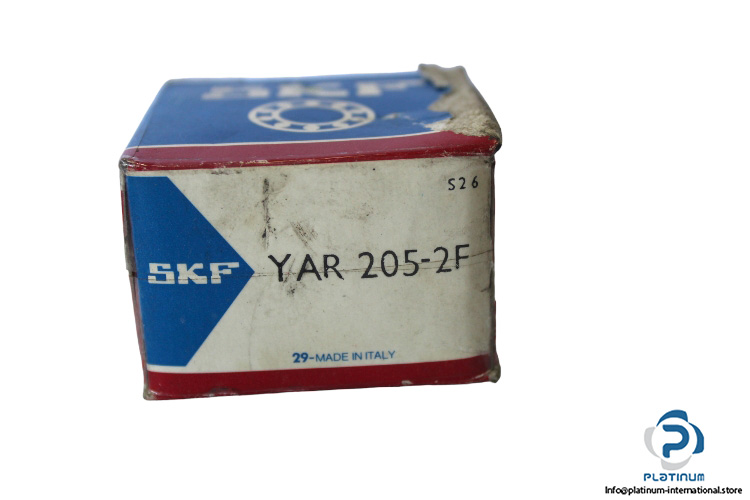 SKF
S26
SKF
YAR 205-2F
29-MADE IN ITALY
PLATINUM
Info@platinum-international.store